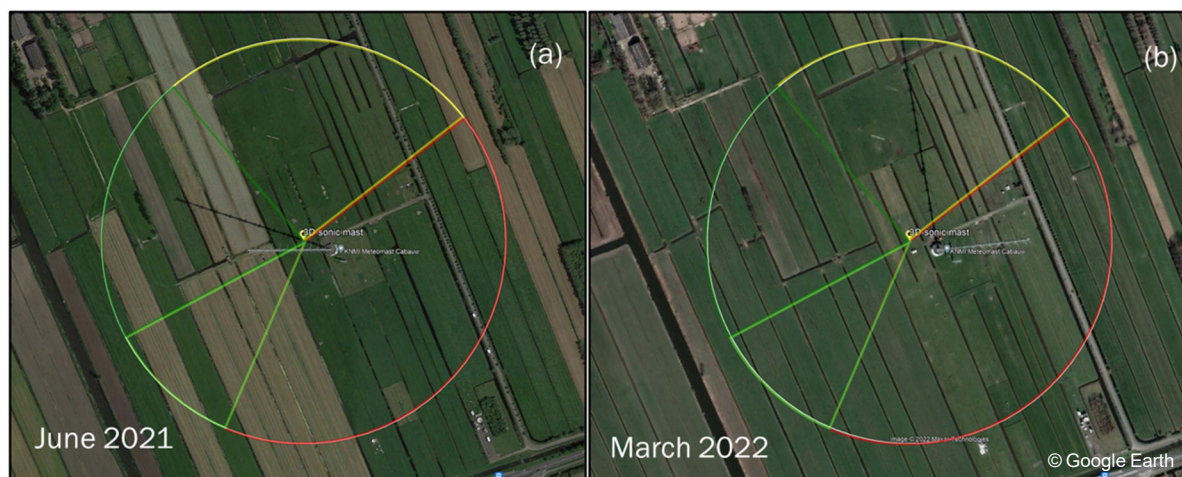 (a)
3D-sonic-mast
KNMI Meteomast Cabauw
June 2021
(b)
3D-sonic-mast
KNMI Meteomast Cabauw
March 2022
Image © 2022 Maxar Technologies
© Google Earth